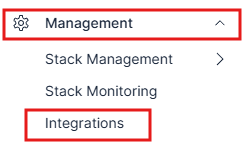 Management
Stack Management
Stack Monitoring
Integrations